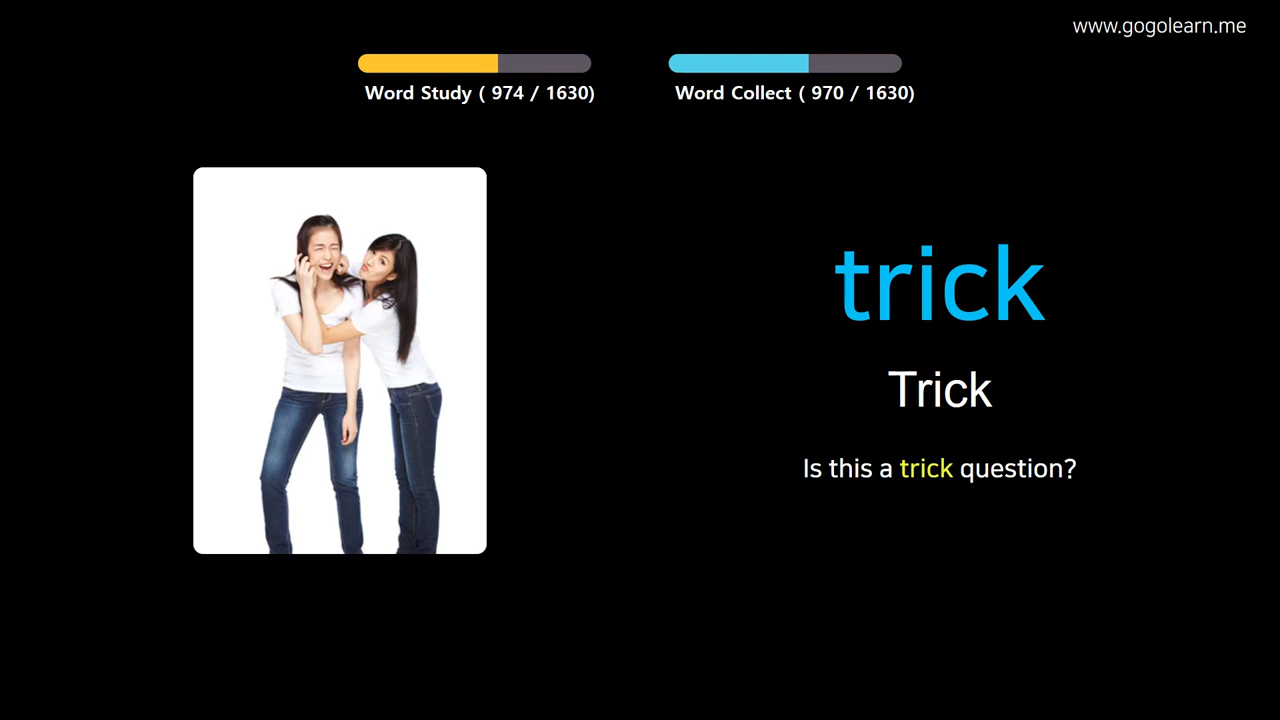 www.gogolearn.me
Word Study ( 974 / 1630)
Word Collect ( 970 / 1630)
trick
Trick
Is this a trick question?